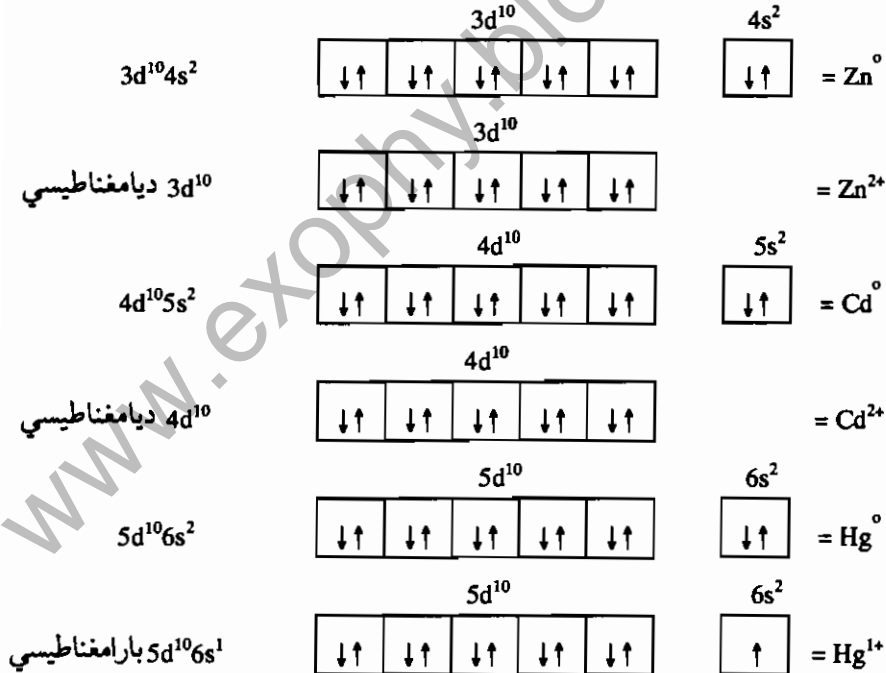 3d¹⁰ 4s²
3d¹⁰4s² = Zn°
3d¹⁰
3d¹⁰ ديامغناطيسي = Zn²⁺
4d¹⁰ 5s²
4d¹⁰5s² = Cd°
4d¹⁰
4d¹⁰ ديامغناطيسي = Cd²⁺
5d¹⁰ 6s²
5d¹⁰6s² = Hg°
5d¹⁰ 6s²
5d¹⁰6s¹ بارامغناطيسي = Hg¹⁺
www.exophy.blo